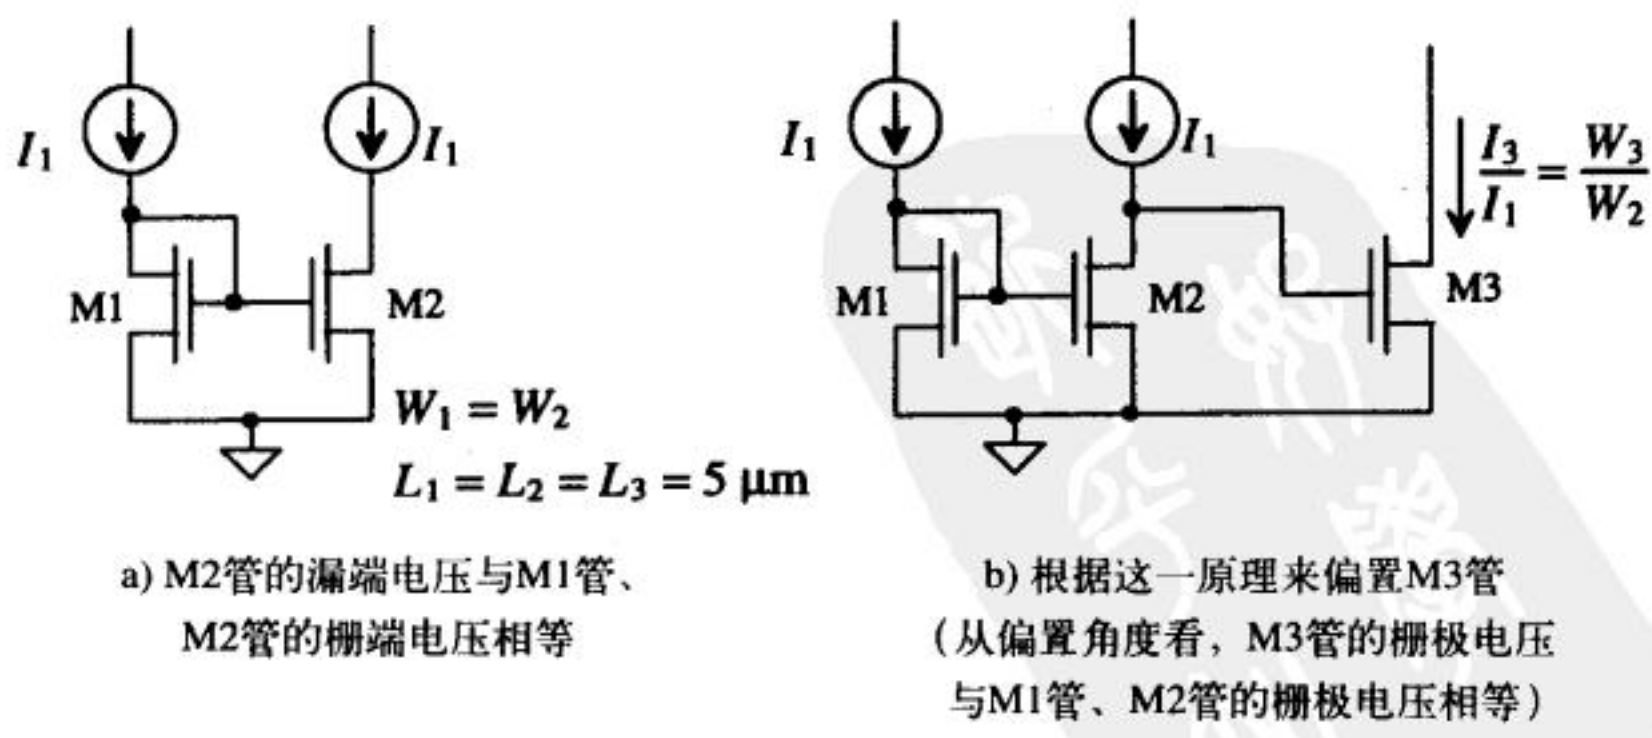 I₁
I₁
M1
M2
W₁ = W₂
L₁ = L₂ = L₃ = 5 μm
a) M2管的漏端电压与M1管、
M2管的栅端电压相等
I₁
I₁
I₃/I₁ = W₃/W₂
M1
M2
M3
b) 根据这一原理来偏置M3管
(从偏置角度看,M3管的栅极电压
与M1管、M2管的栅极电压相等)